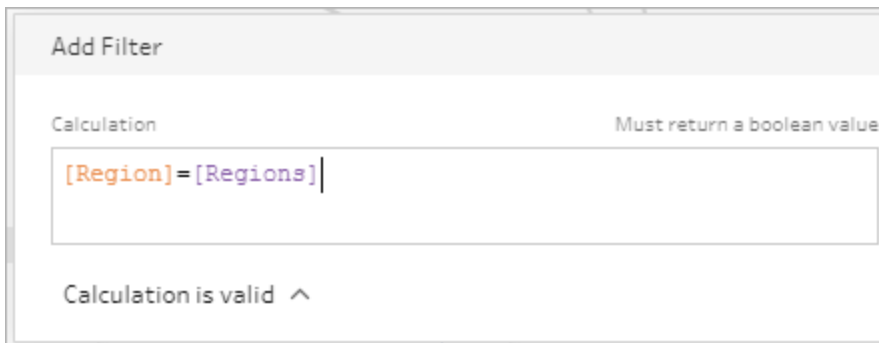 Add Filter
Calculation Must return a boolean value
[Region]=[Regions]
Calculation is valid